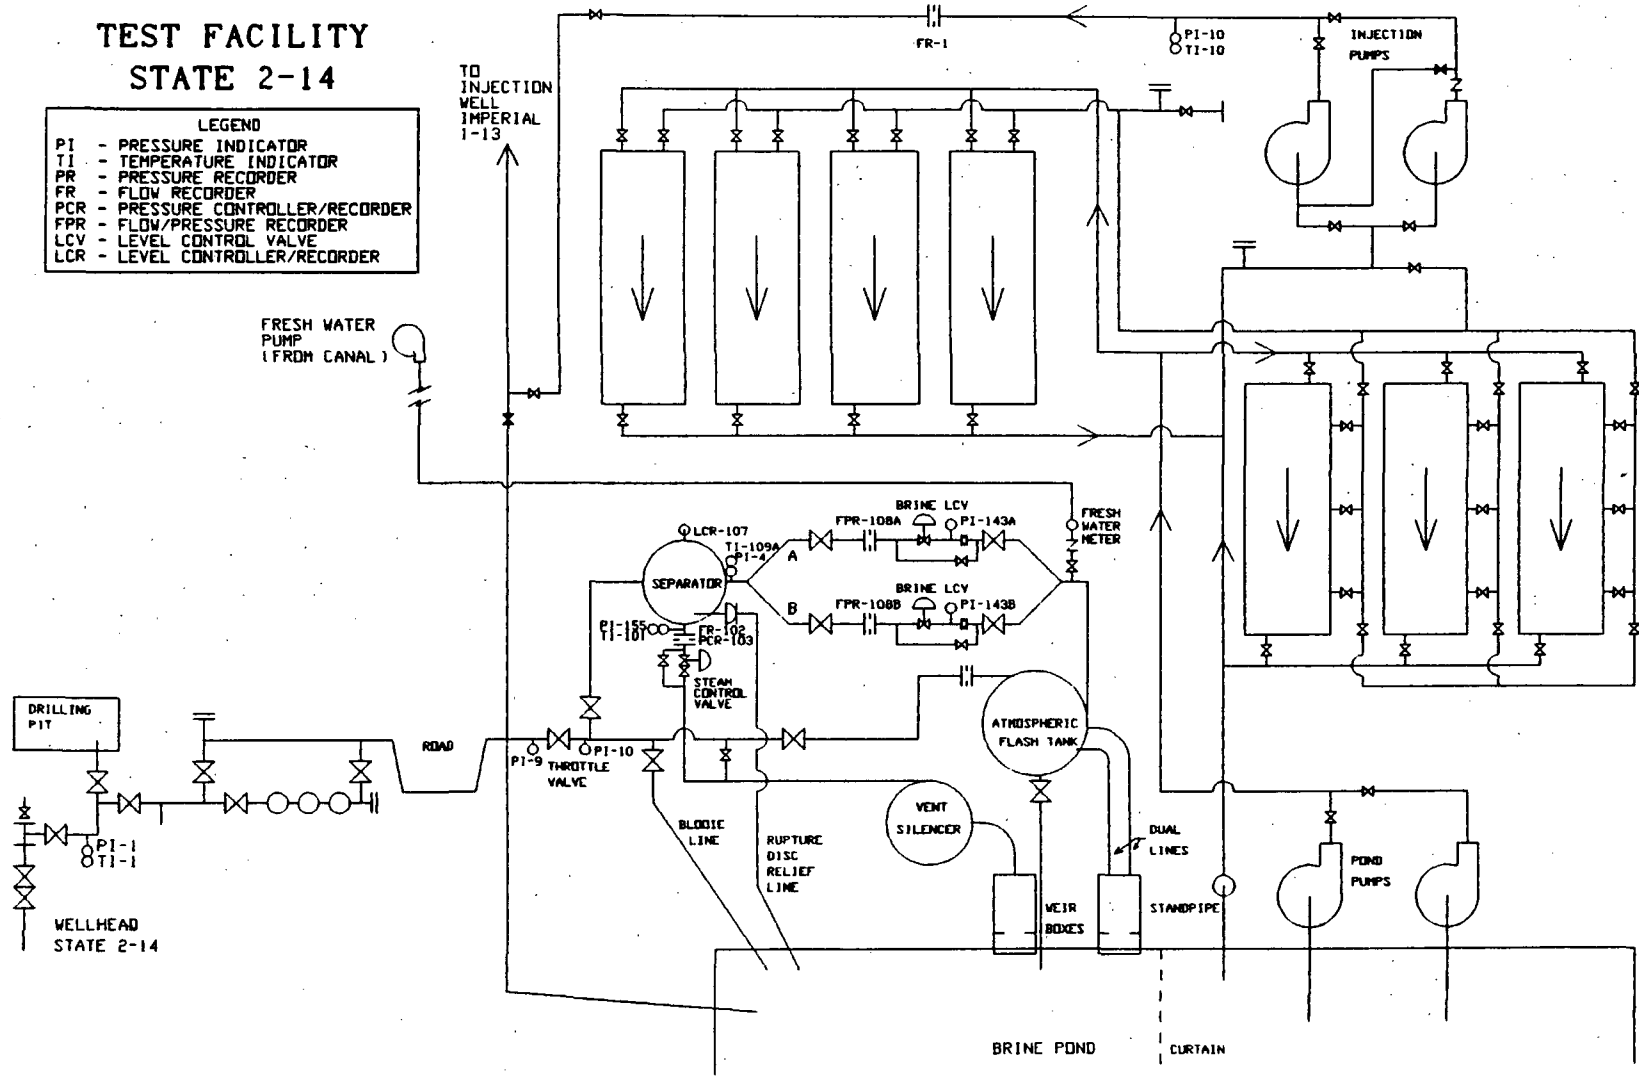 TEST FACILITY
STATE 2-14
LEGEND
PI - PRESSURE INDICATOR
TI - TEMPERATURE INDICATOR
PR - PRESSURE RECORDER
FR - FLOW RECORDER
PCR - PRESSURE CONTROLLER/RECORDER
FPR - FLOW/PRESSURE RECORDER
LCV - LEVEL CONTROL VALVE
LCR - LEVEL CONTROLLER/RECORDER
TO
INJECTION
WELL
IMPERIAL
1-13
FR-1
PI-10
TI-10
INJECTION
PUMPS
FRESH WATER
PUMP
(FROM CANAL)
LCR-107
TI-109A
PI-4
SEPARATOR
A
B
FPR-108A
BRINE LCV
PI-143A
FRESH
WATER
METER
FPR-108B
BRINE LCV
PI-143B
PI-155
TI-101
FR-102
PCR-103
STEAM
CONTROL
VALVE
DRILLING
PIT
ROAD
PI-9
THROTTLE
VALVE
PI-10
ATMOSPHERIC
FLASH TANK
VENT
SILENCER
BLOOIE
LINE
RUPTURE
DISC
RELIEF
LINE
DUAL
LINES
WEIR
BOXES
STANDPIPE
POND
PUMPS
PI-1
TI-1
WELLHEAD
STATE 2-14
BRINE POND
CURTAIN